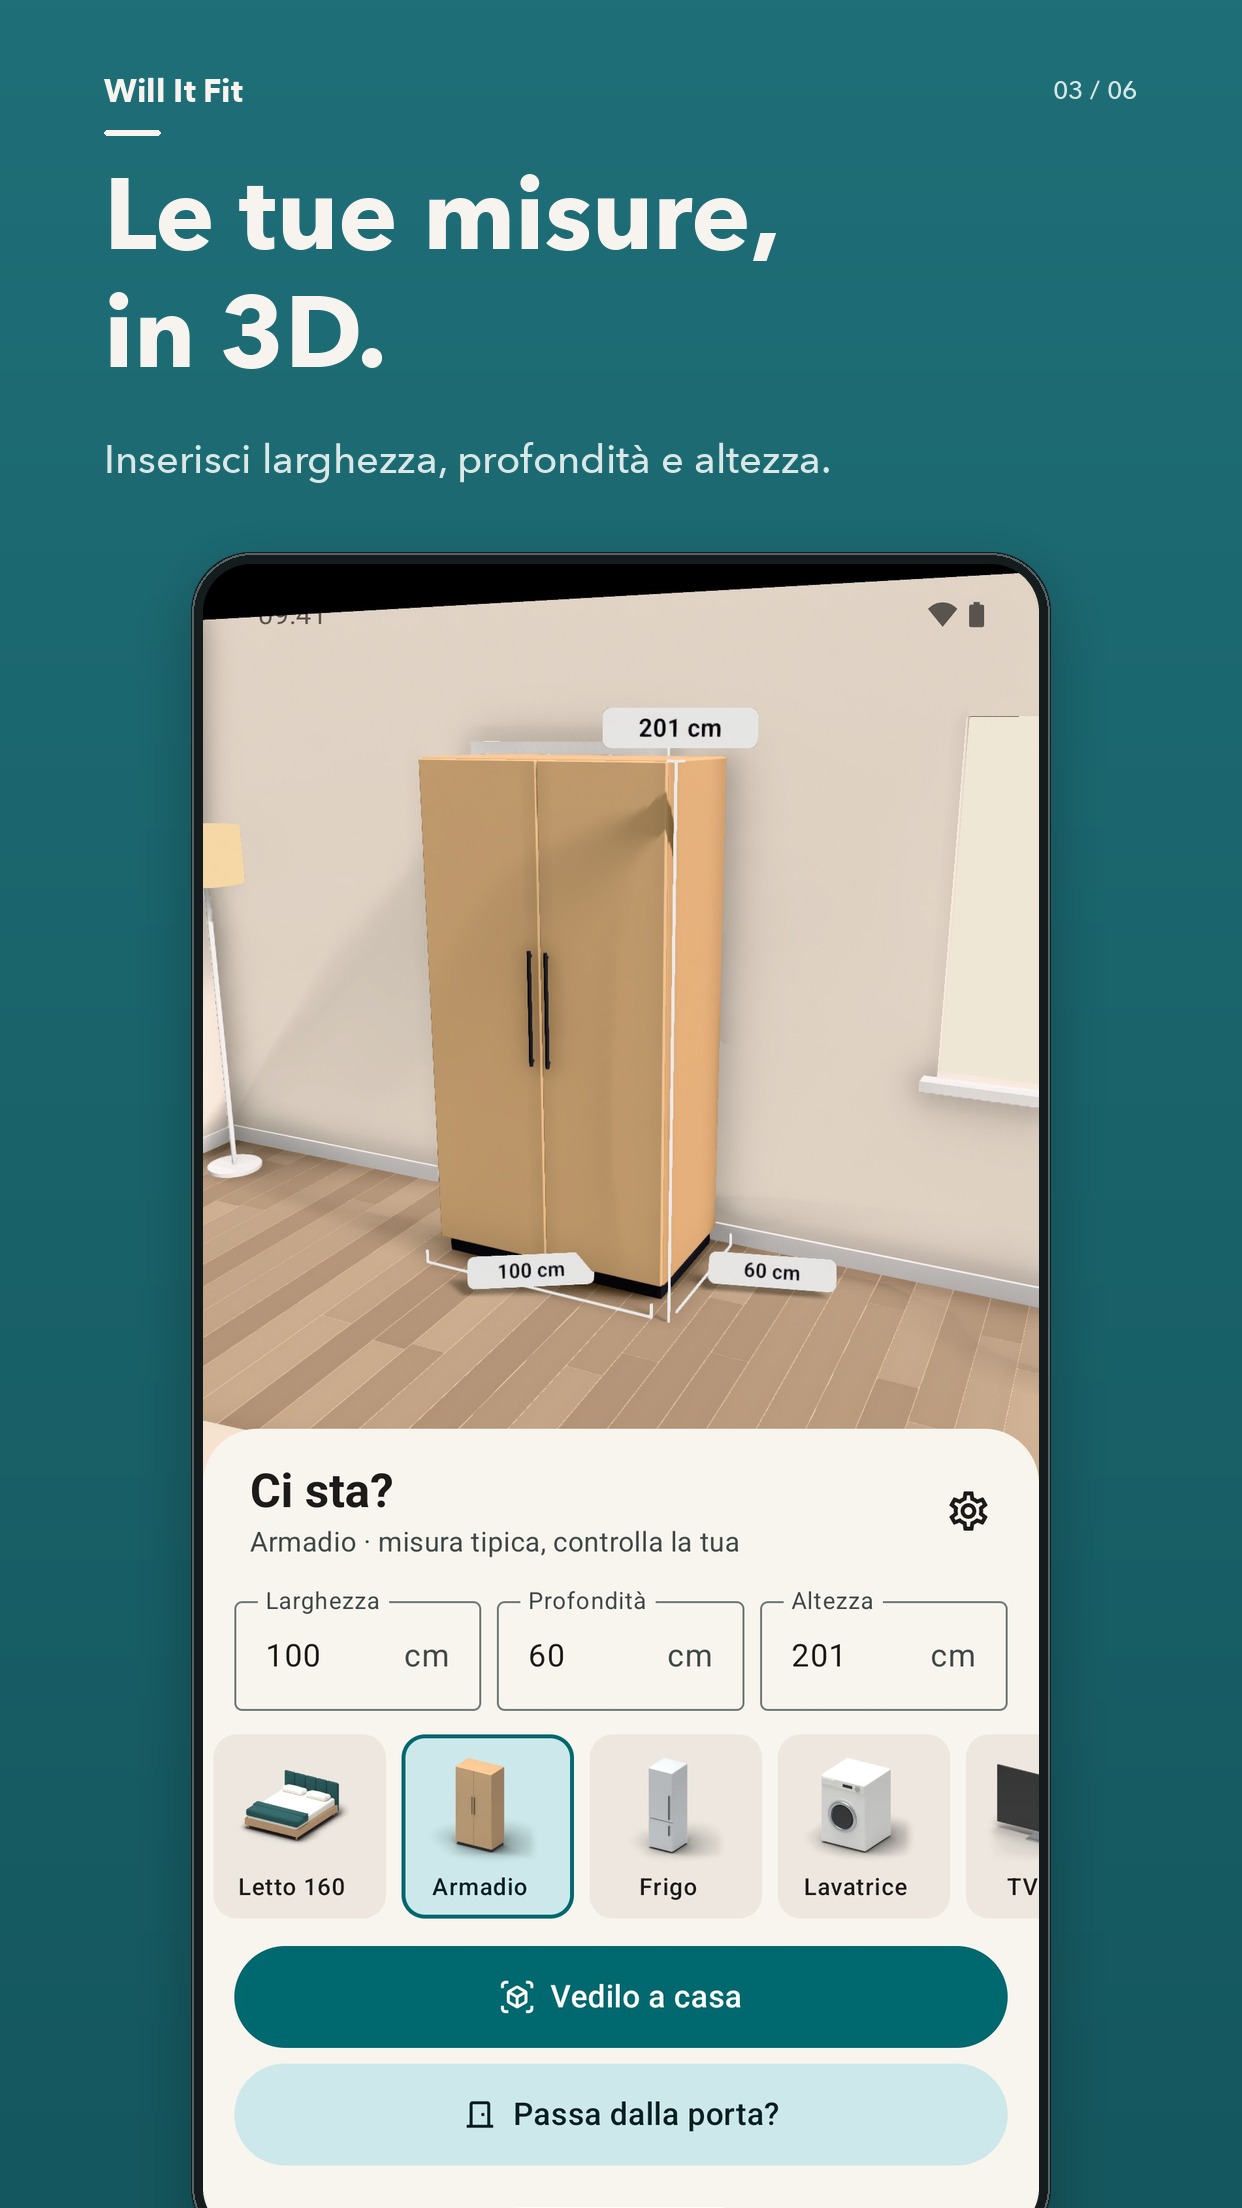 Will It Fit
03 / 06
Le tue misure,
in 3D.
Inserisci larghezza, profondità e altezza.
09:41
201 cm
100 cm
60 cm
Ci sta?
Armadio · misura tipica, controlla la tua
Larghezza
Profondità
Altezza
100 cm
60 cm
201 cm
Letto 160
Armadio
Frigo
Lavatrice
TV
Vedilo a casa
Passa dalla porta?